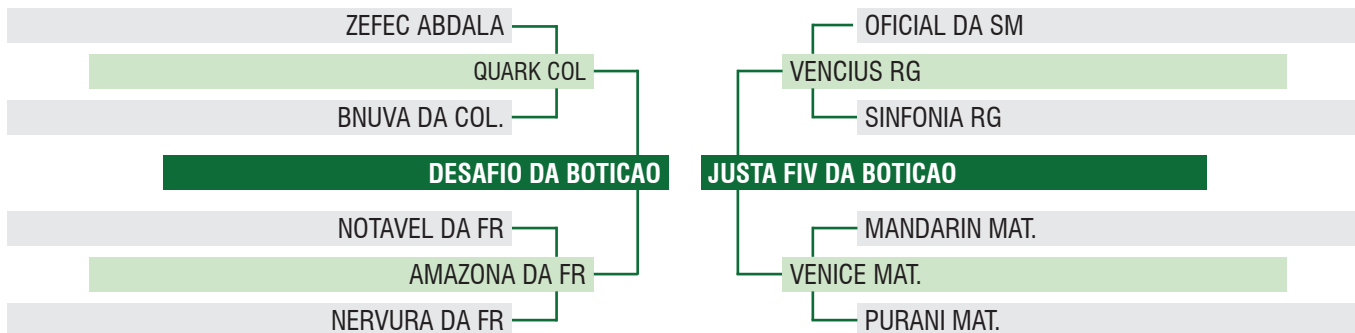 ZEFEC ABDALA
QUARK COL
BNUVA DA COL.
DESAFIO DA BOTICAO
NOTAVEL DA FR
AMAZONA DA FR
NERVURA DA FR
OFICIAL DA SM
VENCIUS RG
SINFONIA RG
JUSTA FIV DA BOTICAO
MANDARIN MAT.
VENICE MAT.
PURANI MAT.